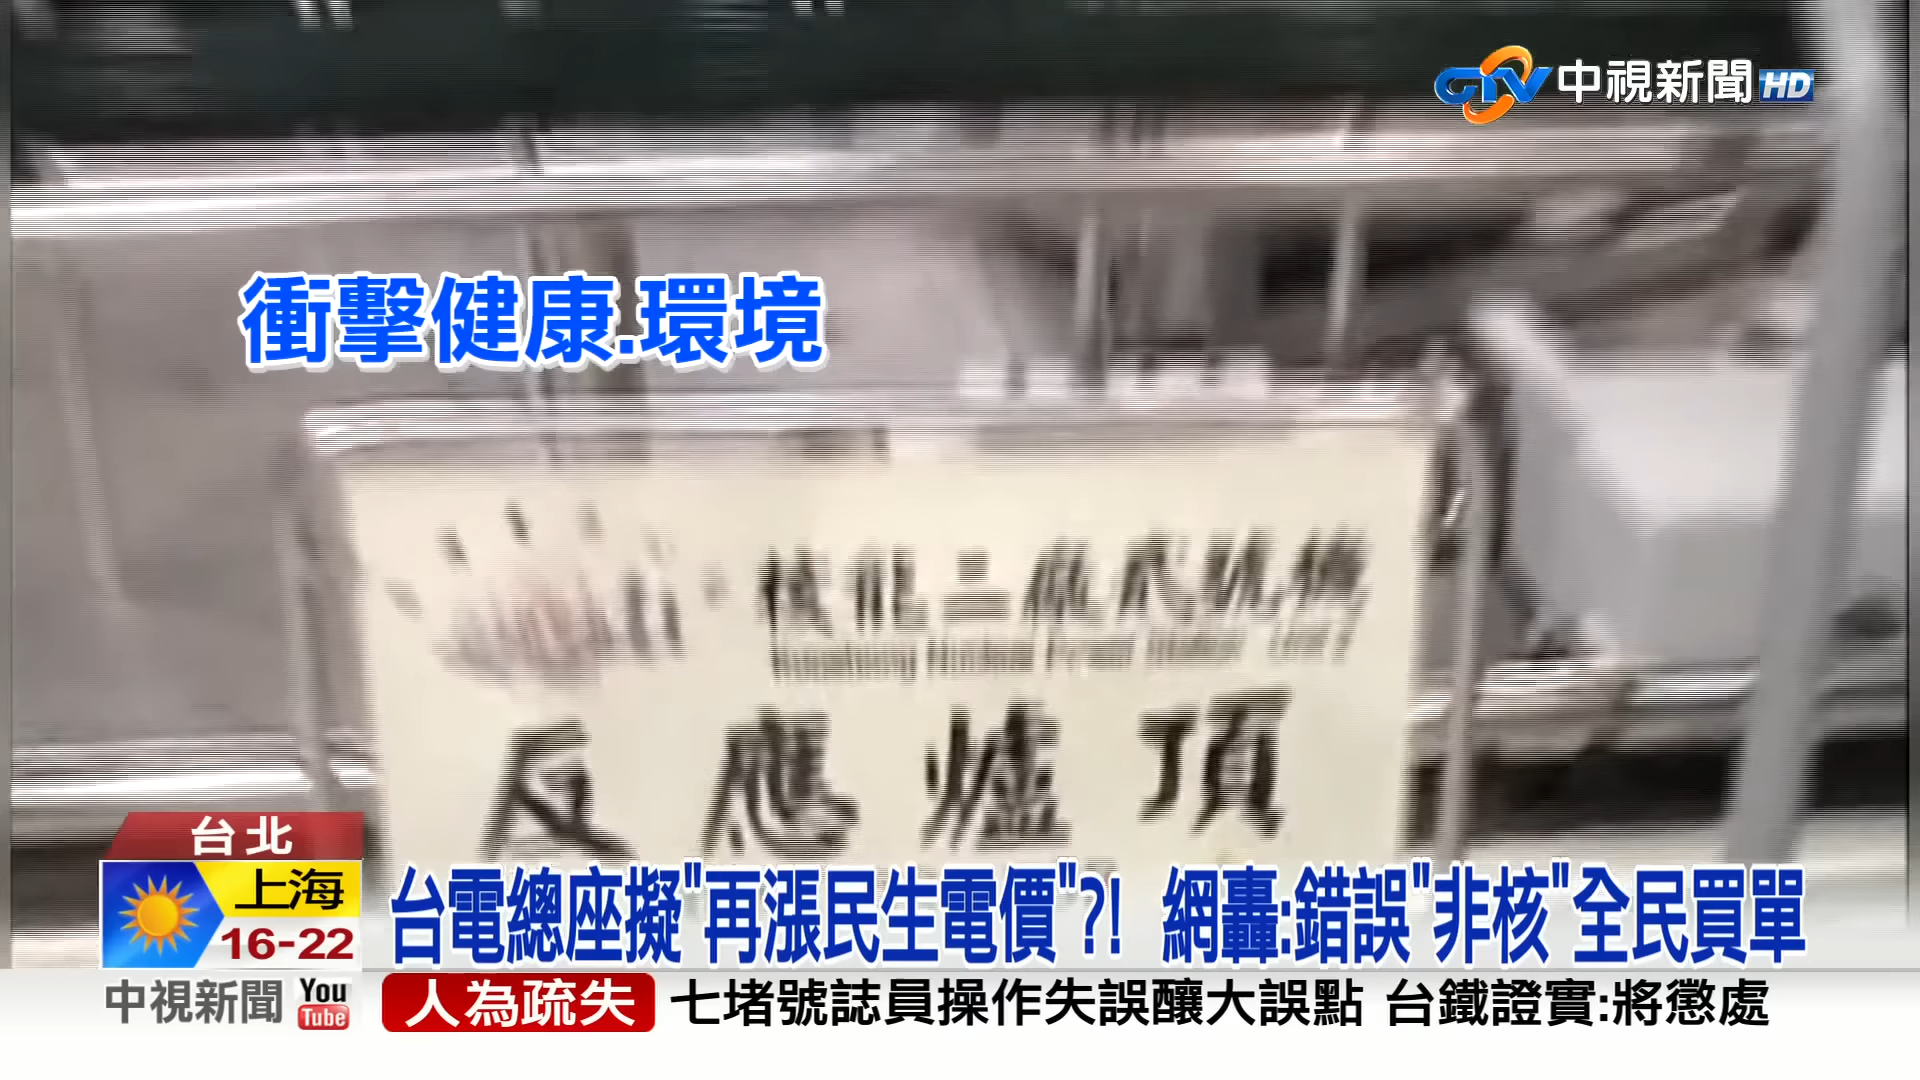 CTV 中視新聞 HD
衝擊健康.環境
反應爐頂
台北
上海
16-22
台電總座擬"再漲民生電價"?! 網轟:錯誤"非核"全民買單
中視新聞 You Tube
人為疏失 七堵號誌員操作失誤釀大誤點 台鐵證實:將懲處